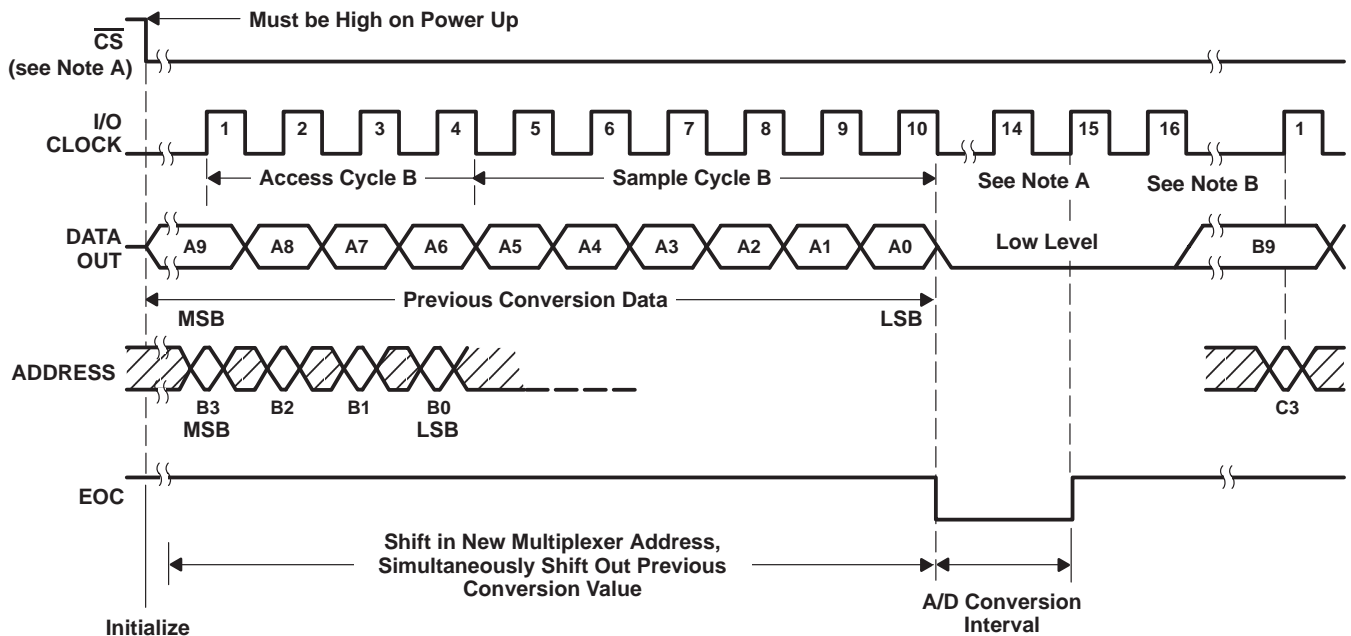 Must be High on Power Up
CS
(see Note A)
I/O
CLOCK
1 2 3 4 5 6 7 8 9 10 14 15 16 1
Access Cycle B
Sample Cycle B
See Note A
See Note B
DATA
OUT
A9 A8 A7 A6 A5 A4 A3 A2 A1 A0 Low Level B9
Previous Conversion Data
MSB
LSB
ADDRESS
B3 B2 B1 B0 C3
MSB LSB
EOC
Shift in New Multiplexer Address,
Simultaneously Shift Out Previous
Conversion Value
A/D Conversion
Interval
Initialize